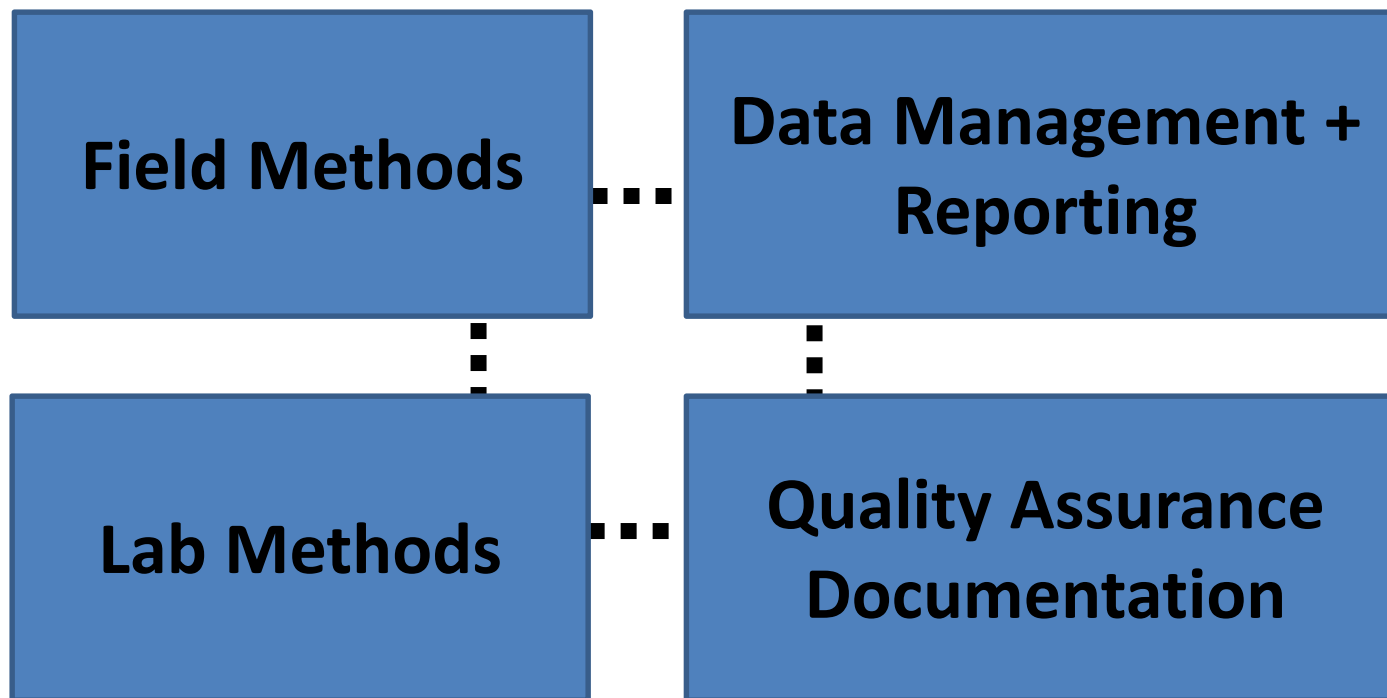 Field Methods
Data Management +
Reporting
Lab Methods
Quality Assurance
Documentation